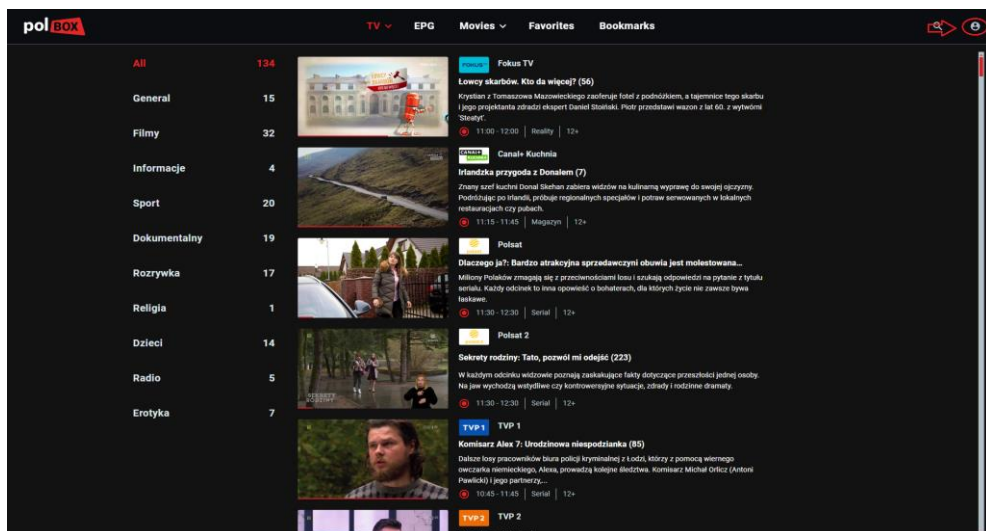 pol BOX
TV EPG Movies Favorites Bookmarks
All 134
General 15
Filmy 32
Informacje 4
Sport 20
Dokumentalny 19
Rozrywka 17
Religia 1
Dzieci 14
Radio 5
Erotyka 7
FOKUS TV Fokus TV
Łowcy skarbów. Kto da więcej? (56)
Krystian z Tomaszowa Mazowieckiego zaoferuje fotel z podnóżkiem, a tajemnice tego skarbu
i jego projektanta zdradzi ekspert Daniel Stoiński. Piotr przedstawi wazon z lat 60. z wytwórni
'Steatyt'.
11:00 - 12:00 | Reality | 12+
CANAL+ Canal+ Kuchnia
Irlandzka przygoda z Donalem (7)
Znany szef kuchni Donal Skehan zabiera widzów na kulinarną wyprawę do swojej ojczyzny.
Podróżując po Irlandii, próbuje regionalnych specjałów i potraw serwowanych w lokalnych
restauracjach czy pubach.
11:15 - 11:45 | Magazyn | 12+
Polsat
Dlaczego ja?: Bardzo atrakcyjna sprzedawczyni obuwia jest molestowana...
Miliony Polaków zmagają się z przeciwnościami losu i szukają odpowiedzi na pytanie z tytułu
serialu. Każdy odcinek to inna opowieść o bohaterach, dla których życie nie zawsze bywa
łaskawe.
11:30 - 12:30 | Serial | 12+
Polsat 2
Sekrety rodziny: Tato, pozwól mi odejść (223)
W każdym odcinku widzowie poznają zaskakujące fakty dotyczące przeszłości jednej osoby.
Na jaw wychodzą wstydliwe czy kontrowersyjne sytuacje, zdrady i rodzinne dramaty.
11:30 - 12:30 | Serial | 12+
TVP 1 TVP 1
Komisarz Alex 7: Urodzinowa niespodzianka (85)
Dalsze losy pracowników biura policji kryminalnej z Łodzi, którzy z pomocą wiernego
owczarka niemieckiego, Alexa, prowadzą kolejne śledztwa. Komisarz Michał Orlicz (Antoni
Pawlicki) i jego partnerzy,...
10:45 - 11:45 | Serial | 12+
TVP 2 TVP 2